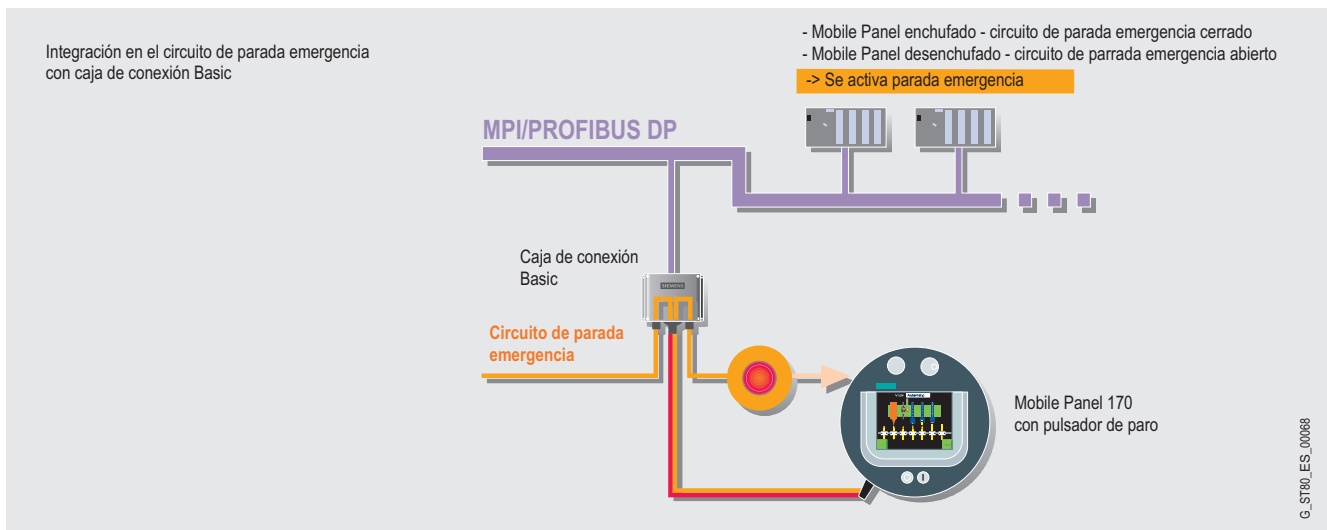 Integración en el circuito de parada emergencia
con caja de conexión Basic
- Mobile Panel enchufado - circuito de parada emergencia cerrado
- Mobile Panel desenchufado - circuito de parrada emergencia abierto
-> Se activa parada emergencia
MPI/PROFIBUS DP
Caja de conexión
Basic
SIEMENS
Circuito de parada
emergencia
Mobile Panel 170
con pulsador de paro
G_ST80_ES_00068